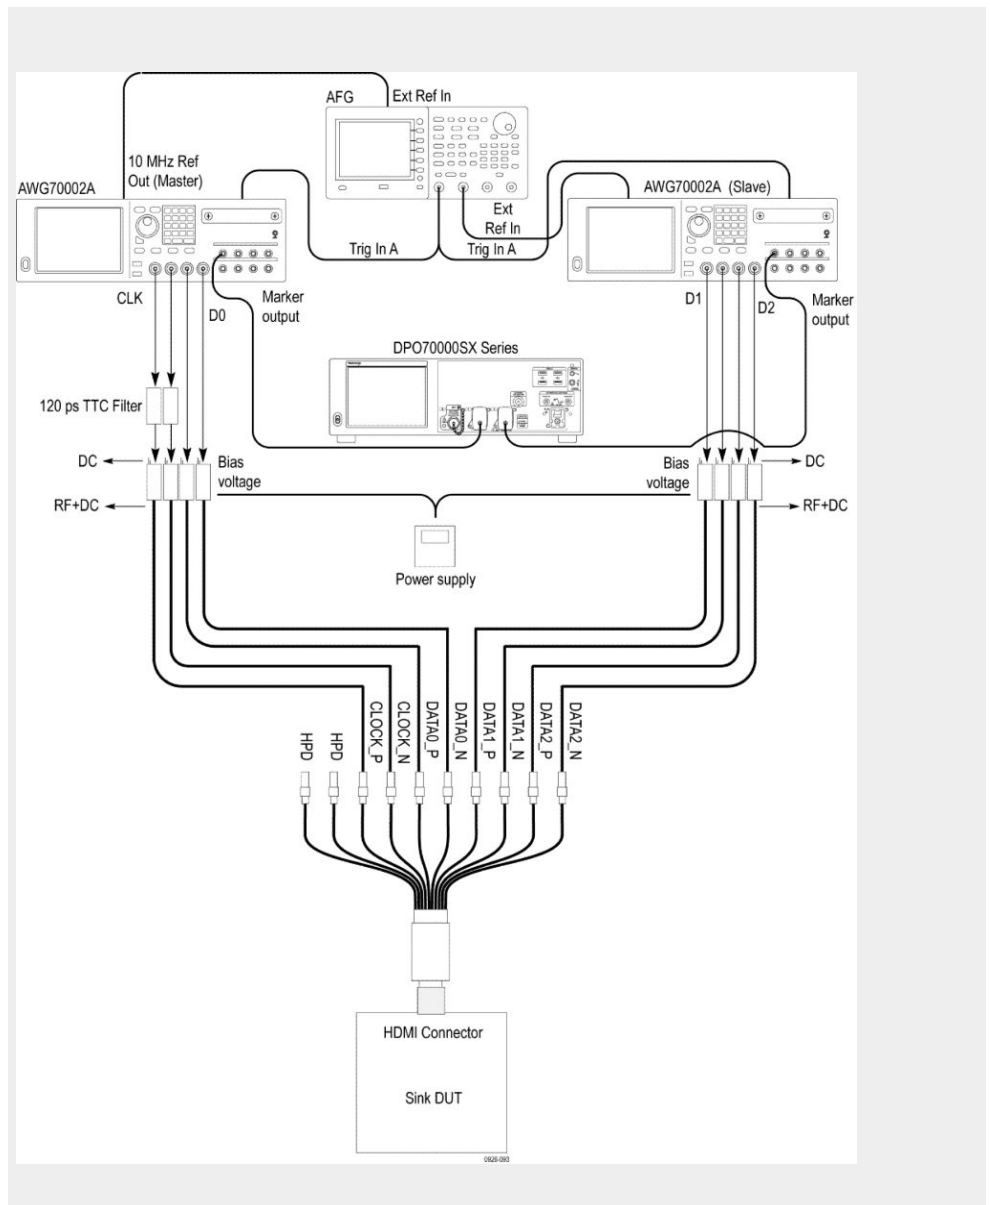 AFG
Ext Ref In
10 MHz Ref
Out (Master)
AWG70002A
AWG70002A (Slave)
Ext
Ref In
Trig In A
Trig In A
CLK
D0
Marker
output
D1
D2
Marker
output
DPO70000SX Series
120 ps TTC Filter
DC
Bias
voltage
Bias
voltage
DC
RF+DC
RF+DC
Power supply
HPD
HPD
CLOCK_P
CLOCK_N
DATA0_P
DATA0_N
DATA1_P
DATA1_N
DATA2_P
DATA2_N
HDMI Connector
Sink DUT
0926-093